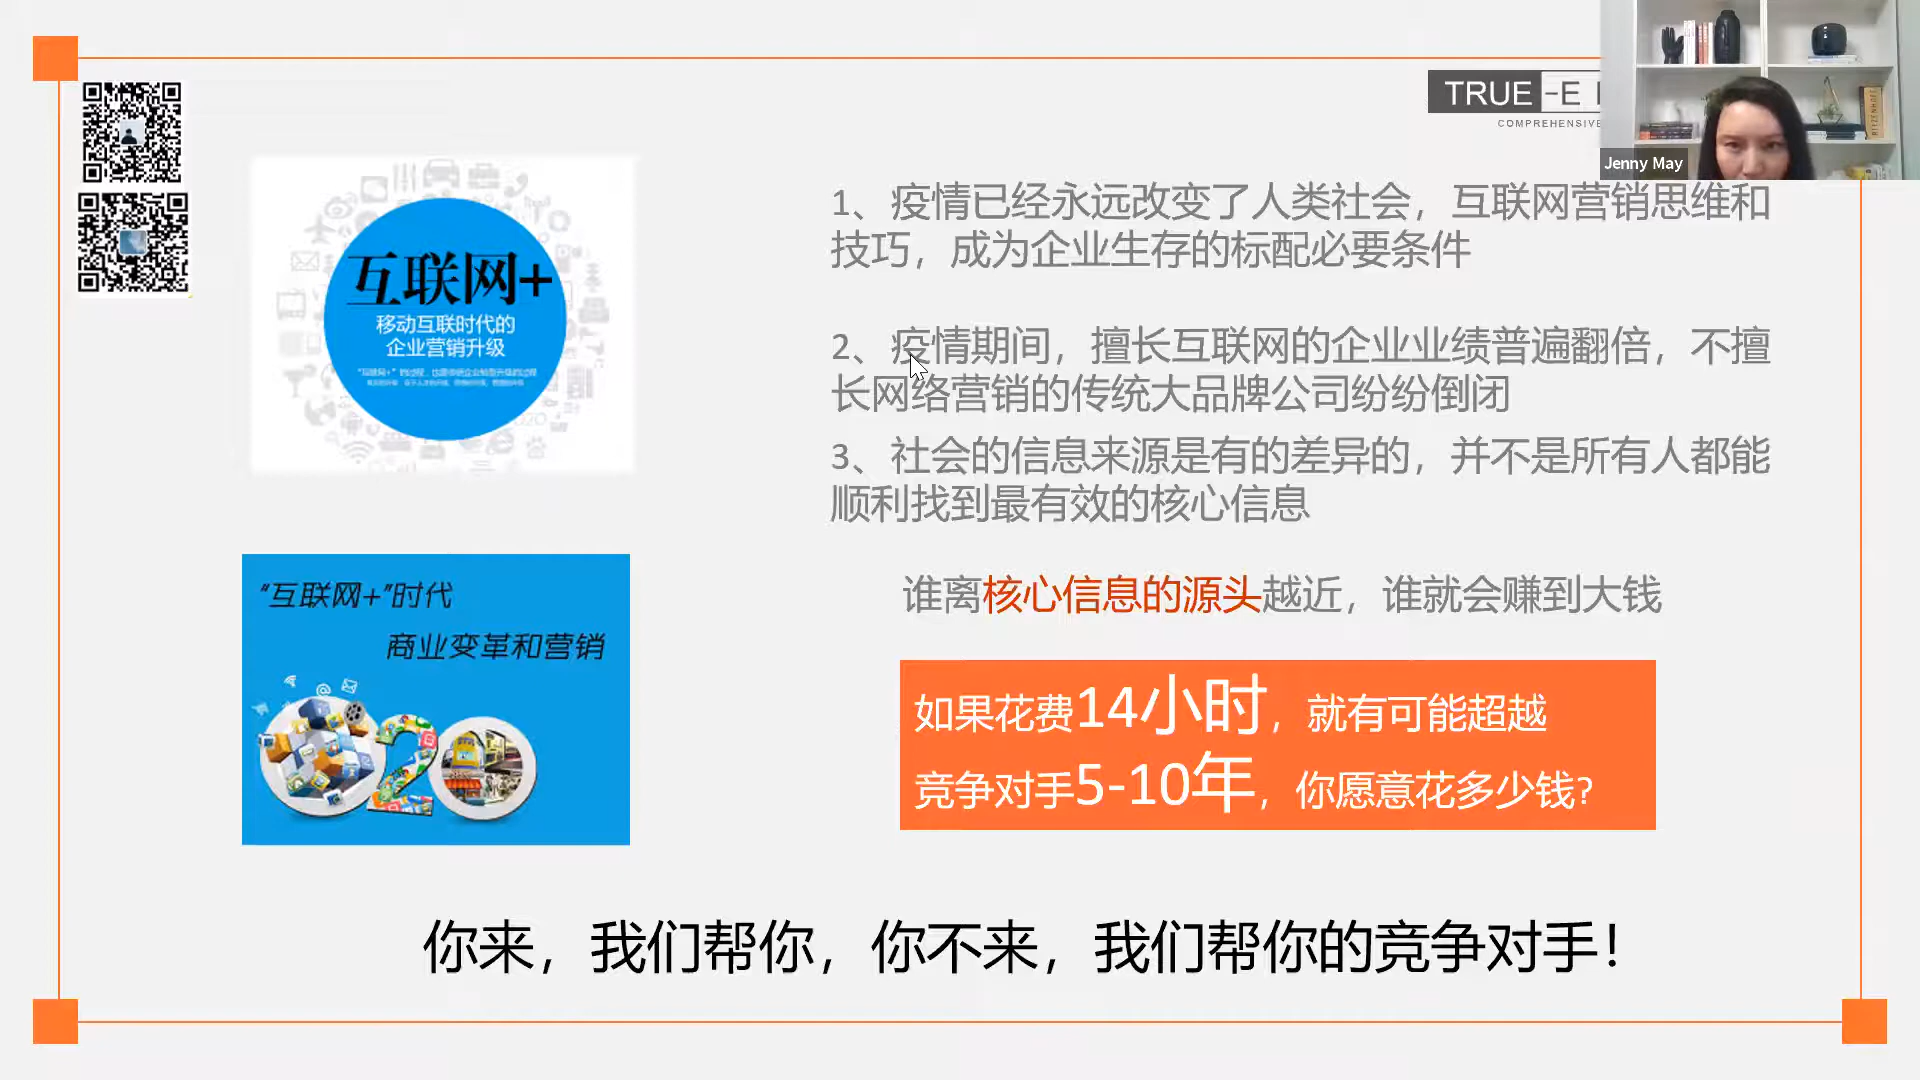 TRUE-E
COMPREHENSIVE
Jenny May
互联网+
移动互联时代的
企业营销升级
“互联网+”时代
商业变革和营销
1、疫情已经永远改变了人类社会，互联网营销思维和
技巧，成为企业生存的标配必要条件
2、疫情期间，擅长互联网的企业业绩普遍翻倍，不擅
长网络营销的传统大品牌公司纷纷倒闭
3、社会的信息来源是有的差异的，并不是所有人都能
顺利找到最有效的核心信息
谁离核心信息的源头越近，谁就会赚到大钱
如果花费14小时，就有可能超越
竞争对手5-10年，你愿意花多少钱?
你来，我们帮你，你不来，我们帮你的竞争对手！